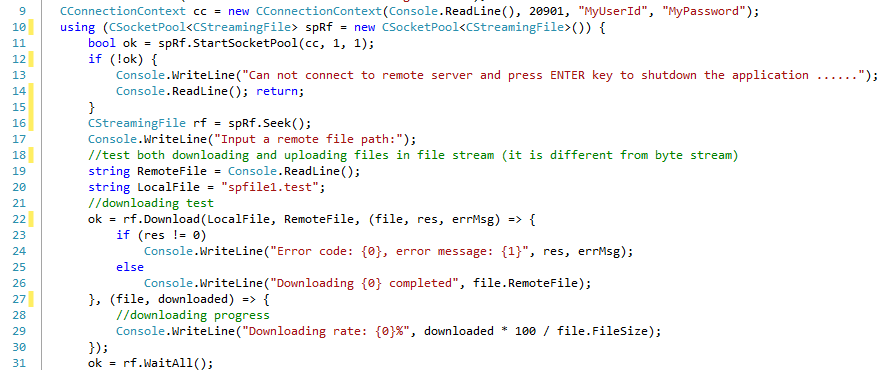 9 CConnectionContext cc = new CConnectionContext(Console.ReadLine(), 20901, "MyUserId", "MyPassword");
10 using (CSocketPool<CStreamingFile> spRf = new CSocketPool<CStreamingFile>()) {
11 bool ok = spRf.StartSocketPool(cc, 1, 1);
12 if (!ok) {
13 Console.WriteLine("Can not connect to remote server and press ENTER key to shutdown the application ......");
14 Console.ReadLine(); return;
15 }
16 CStreamingFile rf = spRf.Seek();
17 Console.WriteLine("Input a remote file path:");
18 //test both downloading and uploading files in file stream (it is different from byte stream)
19 string RemoteFile = Console.ReadLine();
20 string LocalFile = "spfile1.test";
21 //downloading test
22 ok = rf.Download(LocalFile, RemoteFile, (file, res, errMsg) => {
23 if (res != 0)
24 Console.WriteLine("Error code: {0}, error message: {1}", res, errMsg);
25 else
26 Console.WriteLine("Downloading {0} completed", file.RemoteFile);
27 }, (file, downloaded) => {
28 //downloading progress
29 Console.WriteLine("Downloading rate: {0}%", downloaded * 100 / file.FileSize);
30 });
31 ok = rf.WaitAll();